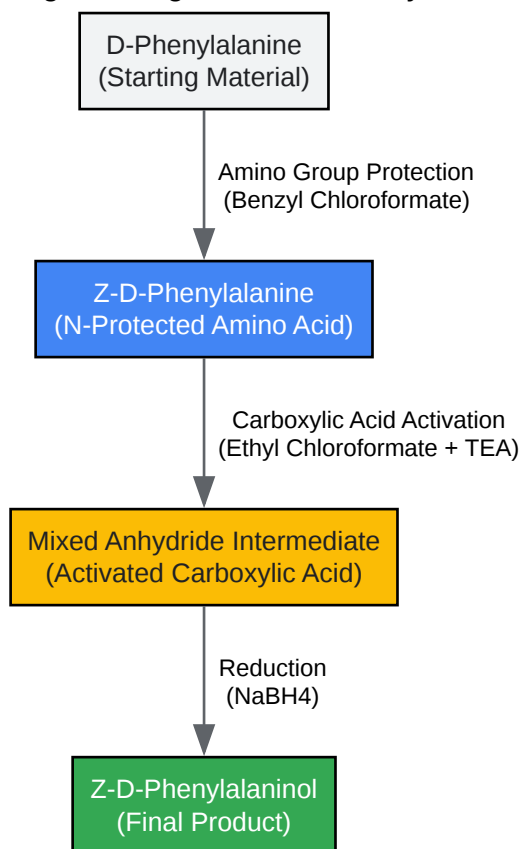 D-Phenylalanine
(Starting Material)
Amino Group Protection
(Benzyl Chloroformate)
Z-D-Phenylalanine
(N-Protected Amino Acid)
Carboxylic Acid Activation
(Ethyl Chloroformate + TEA)
Mixed Anhydride Intermediate
(Activated Carboxylic Acid)
Reduction
(NaBH4)
Z-D-Phenylalaninol
(Final Product)